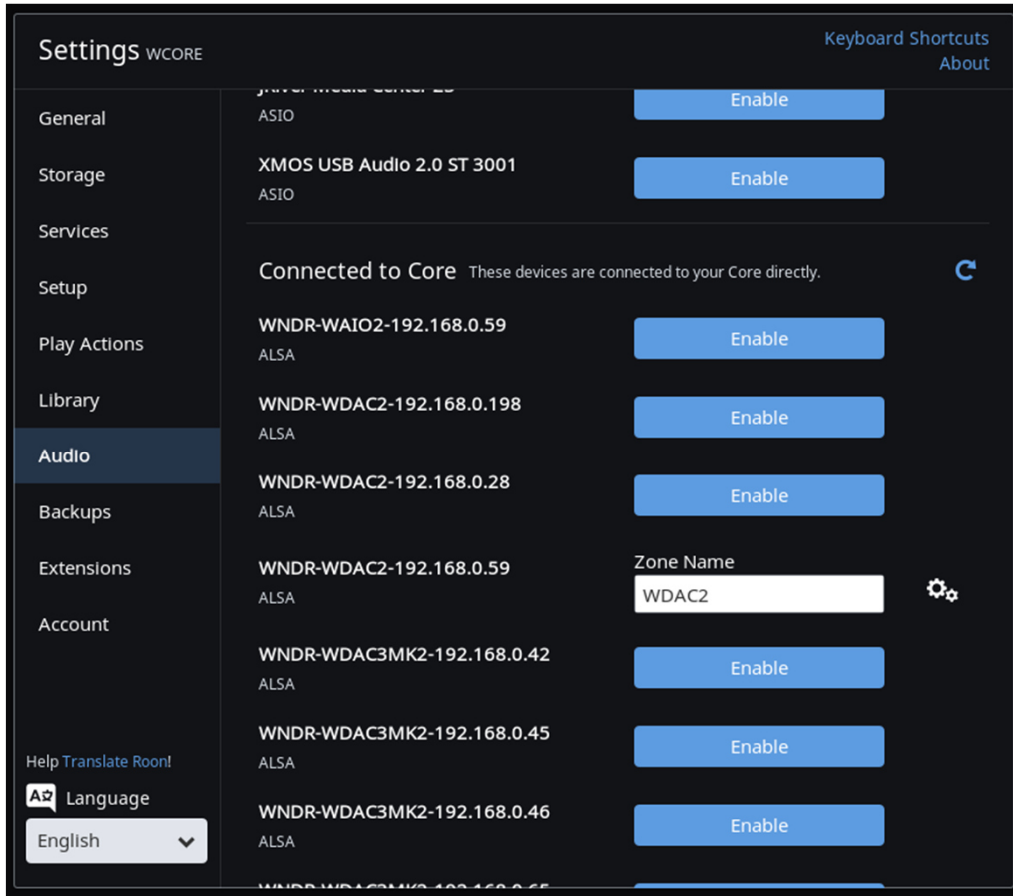 Settings WCORE
Keyboard Shortcuts
About
General
Storage
Services
Setup
Play Actions
Library
Audio
Backups
Extensions
Account
Help Translate Roon!
Language
English
Media Center
Enable
ASIO
XMOS USB Audio 2.0 ST 3001
Enable
ASIO
Connected to Core These devices are connected to your Core directly.
WNDR-WAIO2-192.168.0.59
Enable
ALSA
WNDR-WDAC2-192.168.0.198
Enable
ALSA
WNDR-WDAC2-192.168.0.28
Enable
ALSA
WNDR-WDAC2-192.168.0.59
Zone Name
WDAC2
ALSA
WNDR-WDAC3MK2-192.168.0.42
Enable
ALSA
WNDR-WDAC3MK2-192.168.0.45
Enable
ALSA
WNDR-WDAC3MK2-192.168.0.46
Enable
ALSA